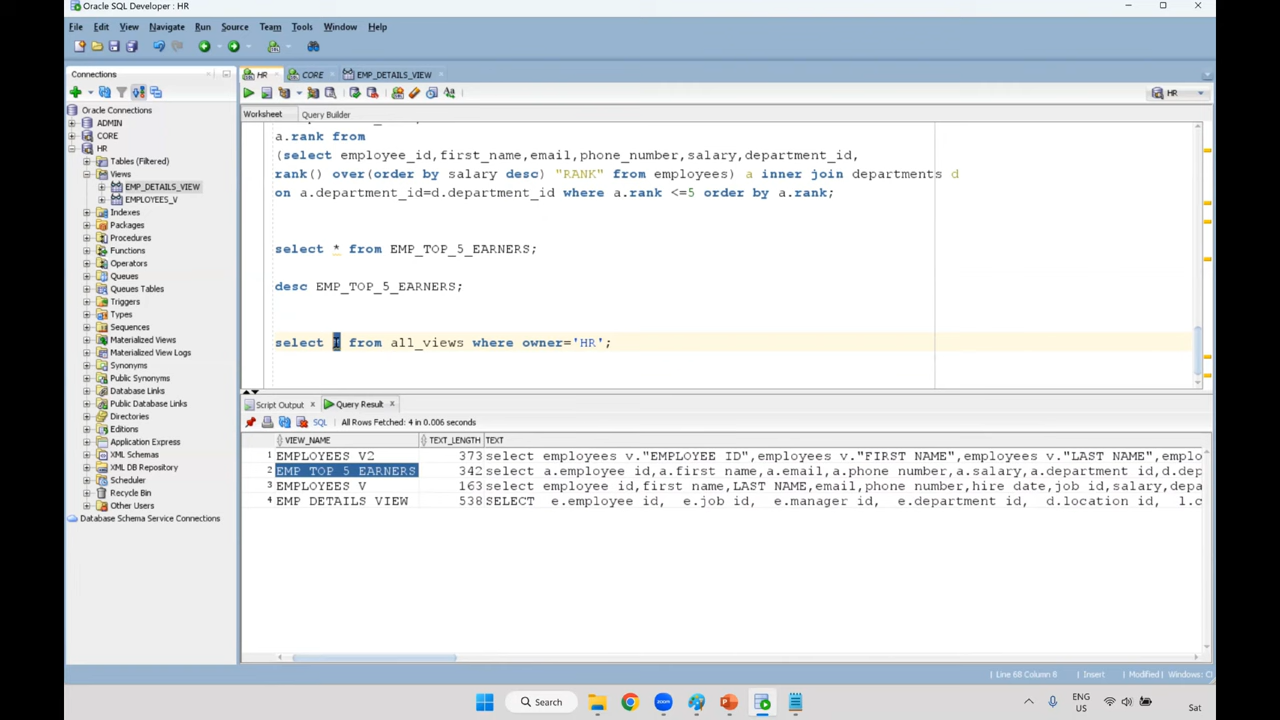 Oracle SQL Developer : HR
File Edit View Navigate Run Source Team Tools Window Help
Connections
Oracle Connections
ADMIN
CORE
HR
Tables (Filtered)
Views
EMP_DETAILS_VIEW
EMPLOYEES_V
Indexes
Packages
Procedures
Functions
Operators
Queues
Queues Tables
Triggers
Types
Sequences
Materialized Views
Materialized View Logs
Synonyms
Public Synonyms
Database Links
Public Database Links
Directories
Editions
Application Express
XML Schemas
XML DB Repository
Scheduler
Recycle Bin
Other Users
Database Schema Service Connections
HR CORE EMP_DETAILS_VIEW
HR
Worksheet Query Builder
a.rank from
(select employee_id,first_name,email,phone_number,salary,department_id,
rank() over(order by salary desc) "RANK" from employees) a inner join departments d
on a.department_id=d.department_id where a.rank <=5 order by a.rank;
select * from EMP_TOP_5_EARNERS;
desc EMP_TOP_5_EARNERS;
select * from all_views where owner='HR';
Script Output Query Result
SQL All Rows Fetched: 4 in 0.006 seconds
VIEW_NAME TEXT_LENGTH TEXT
1 EMPLOYEES_V2 373 select employees_v."EMPLOYEE_ID",employees_v."FIRST_NAME",employees_v."LAST_NAME",emplo
2 EMP_TOP_5_EARNERS 342 select a.employee_id,a.first_name,a.email,a.phone_number,a.salary,a.department_id,d.dep
3 EMPLOYEES_V 163 select employee_id,first_name,LAST_NAME,email,phone_number,hire_date,job_id,salary,depa
4 EMP_DETAILS_VIEW 538 SELECT e.employee_id, e.job_id, e.manager_id, e.department_id, d.location_id, l.c
Line 68 Column 8 Insert Modified Windows:
Search
ENG
US
Sat